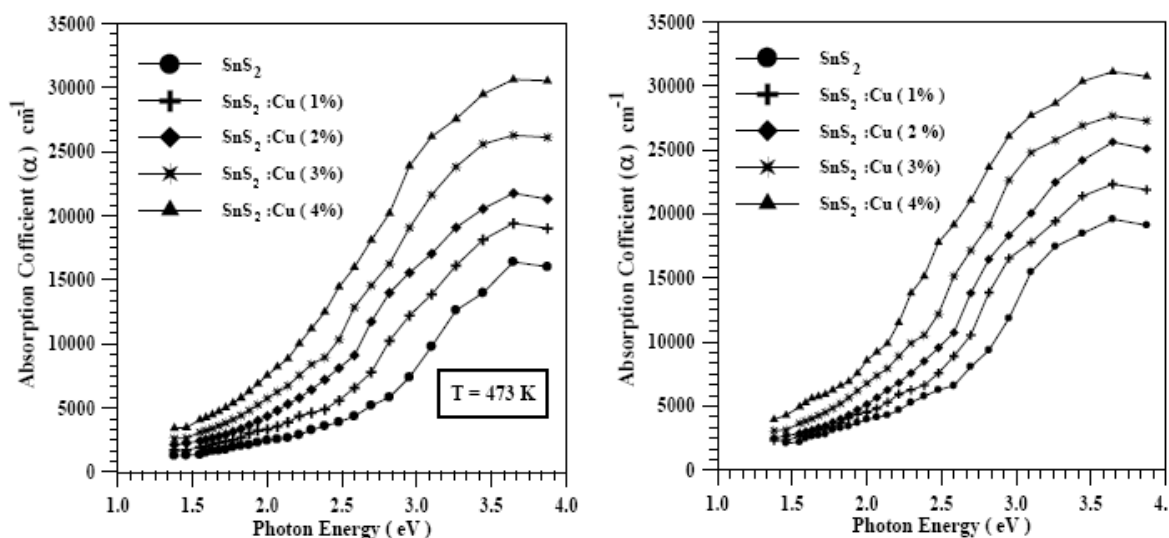 35000
30000
25000
20000
15000
10000
5000
0
Absorption Cofficient (α) cm⁻¹
SnS₂
SnS₂ :Cu ( 1%)
SnS₂ :Cu ( 2%)
SnS₂ :Cu ( 3%)
SnS₂ :Cu ( 4%)
T = 473 K
1.0 1.5 2.0 2.5 3.0 3.5 4.0
Photon Energy ( eV )
35000
30000
25000
20000
15000
10000
5000
0
Absorption Cofficient (α) cm⁻¹
SnS₂
SnS₂ :Cu ( 1% )
SnS₂ :Cu ( 2 %)
SnS₂ :Cu ( 3%)
SnS₂ :Cu ( 4%)
1.0 1.5 2.0 2.5 3.0 3.5 4.
Photon Energy ( eV )